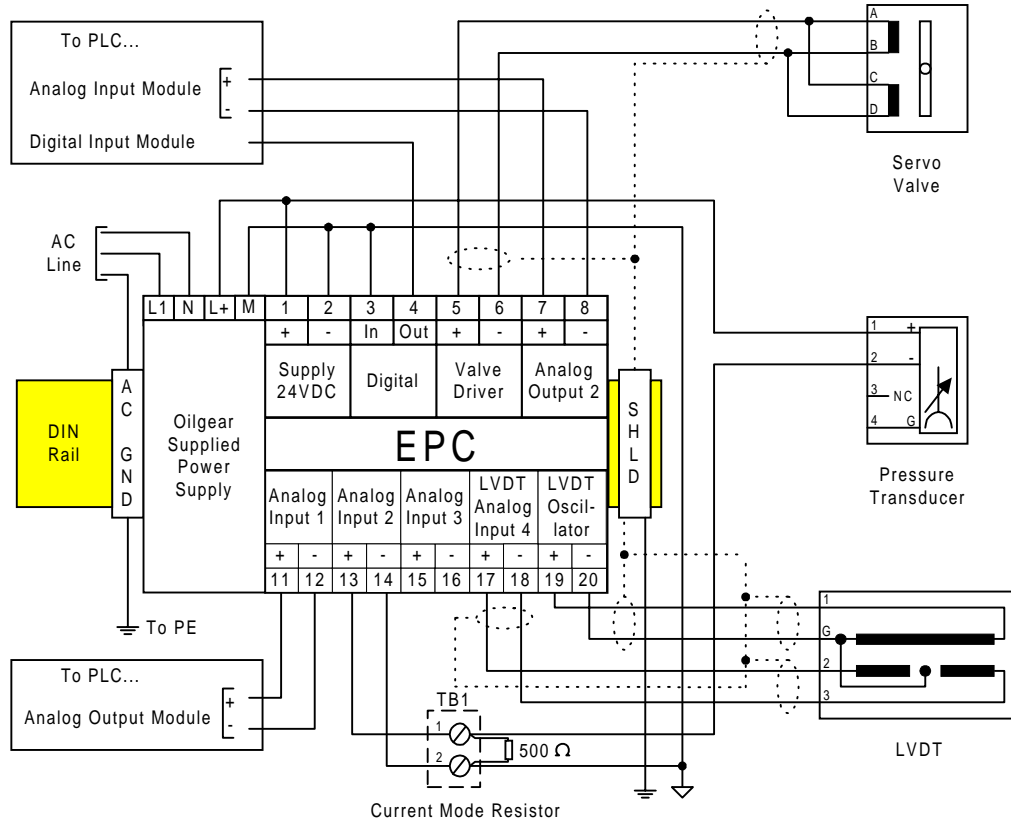 To PLC...
Analog Input Module
+
-
Digital Input Module
A
B
C
D
Servo
Valve
AC
Line
L1 N L+ M 1 2 3 4 5 6 7 8
+ - In Out + - + -
Supply
24VDC
Digital
Valve
Driver
Analog
Output 2
DIN
Rail
AC GND
Oilgear
Supplied
Power
Supply
EPC
SHLD
1 +
2 -
3 NC
4 G
Pressure
Transducer
Analog
Input 1
Analog
Input 2
Analog
Input 3
LVDT
Analog
Input 4
LVDT
Oscil-
lator
+ - + - + - + - + -
11 12 13 14 15 16 17 18 19 20
To PE
1
G
2
3
LVDT
To PLC...
Analog Output Module
+
-
TB1
1
2
500 Ω
Current Mode Resistor